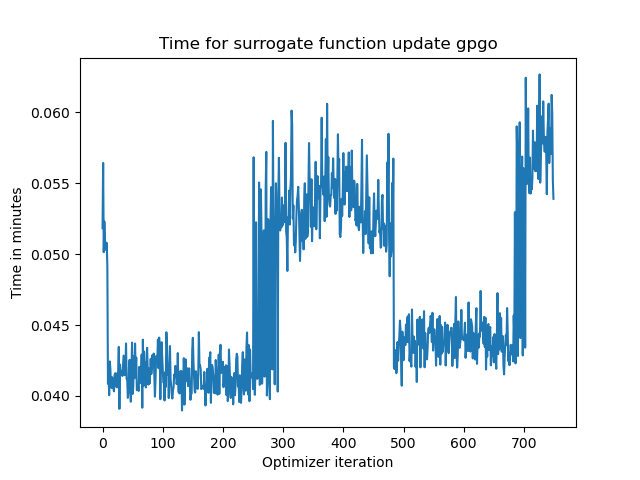 Time for surrogate function update gpgo
0.060
0.055
0.050
0.045
0.040
Time in minutes
0 100 200 300 400 500 600 700
Optimizer iteration